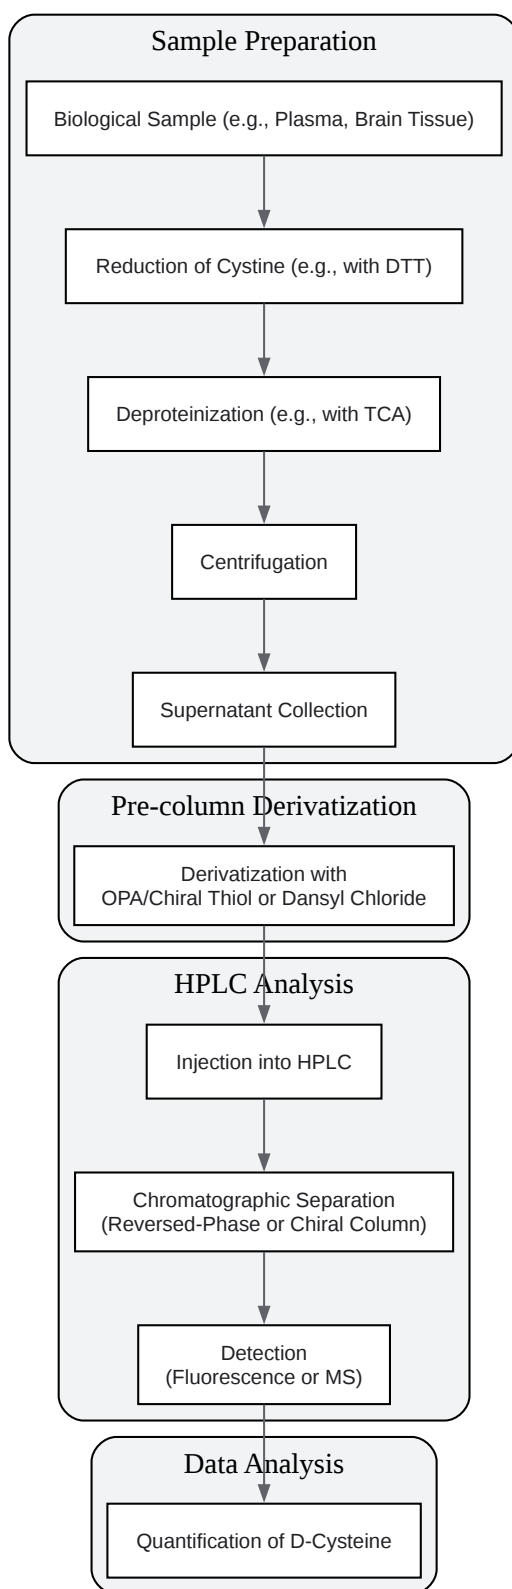 Sample Preparation
Biological Sample (e.g., Plasma, Brain Tissue)
Reduction of Cystine (e.g., with DTT)
Deproteinization (e.g., with TCA)
Centrifugation
Supernatant Collection
Pre-column Derivatization
Derivatization with
OPA/Chiral Thiol or Dansyl Chloride
HPLC Analysis
Injection into HPLC
Chromatographic Separation
(Reversed-Phase or Chiral Column)
Detection
(Fluorescence or MS)
Data Analysis
Quantification of D-Cysteine